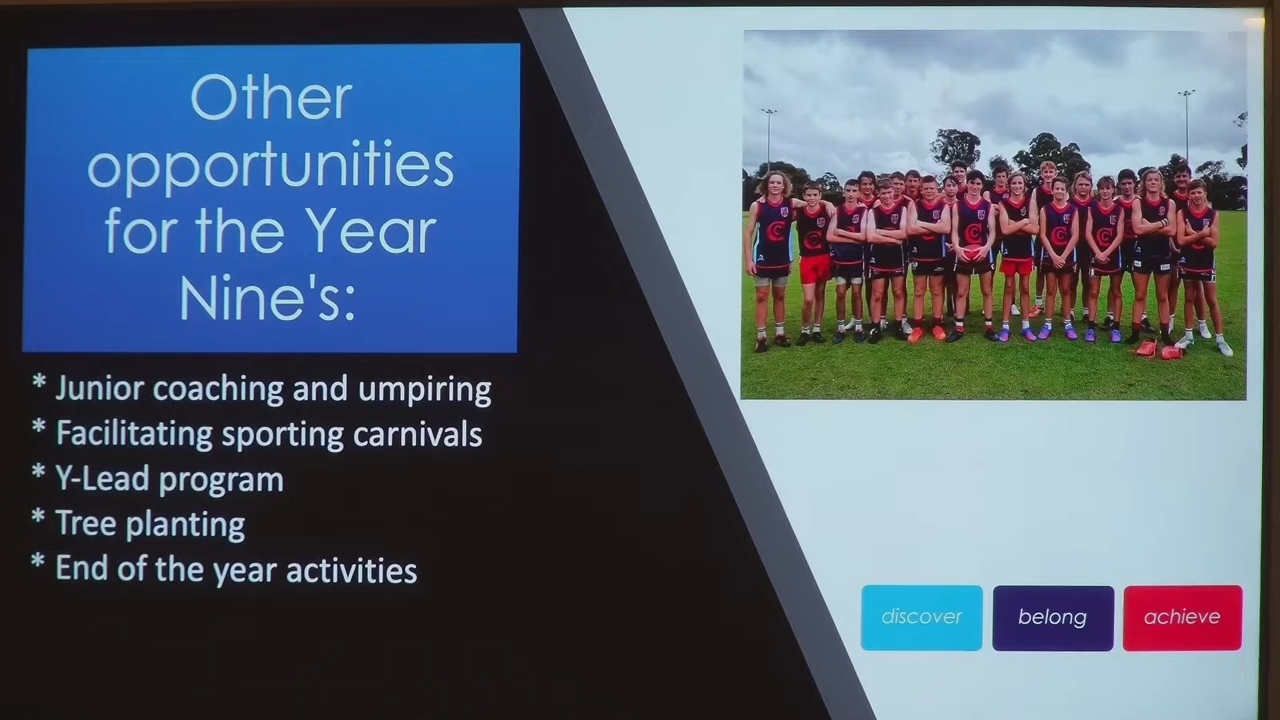 Other
opportunities
for the Year
Nine's:
* Junior coaching and umpiring
* Facilitating sporting carnivals
* Y-Lead program
* Tree planting
* End of the year activities
discover
belong
achieve